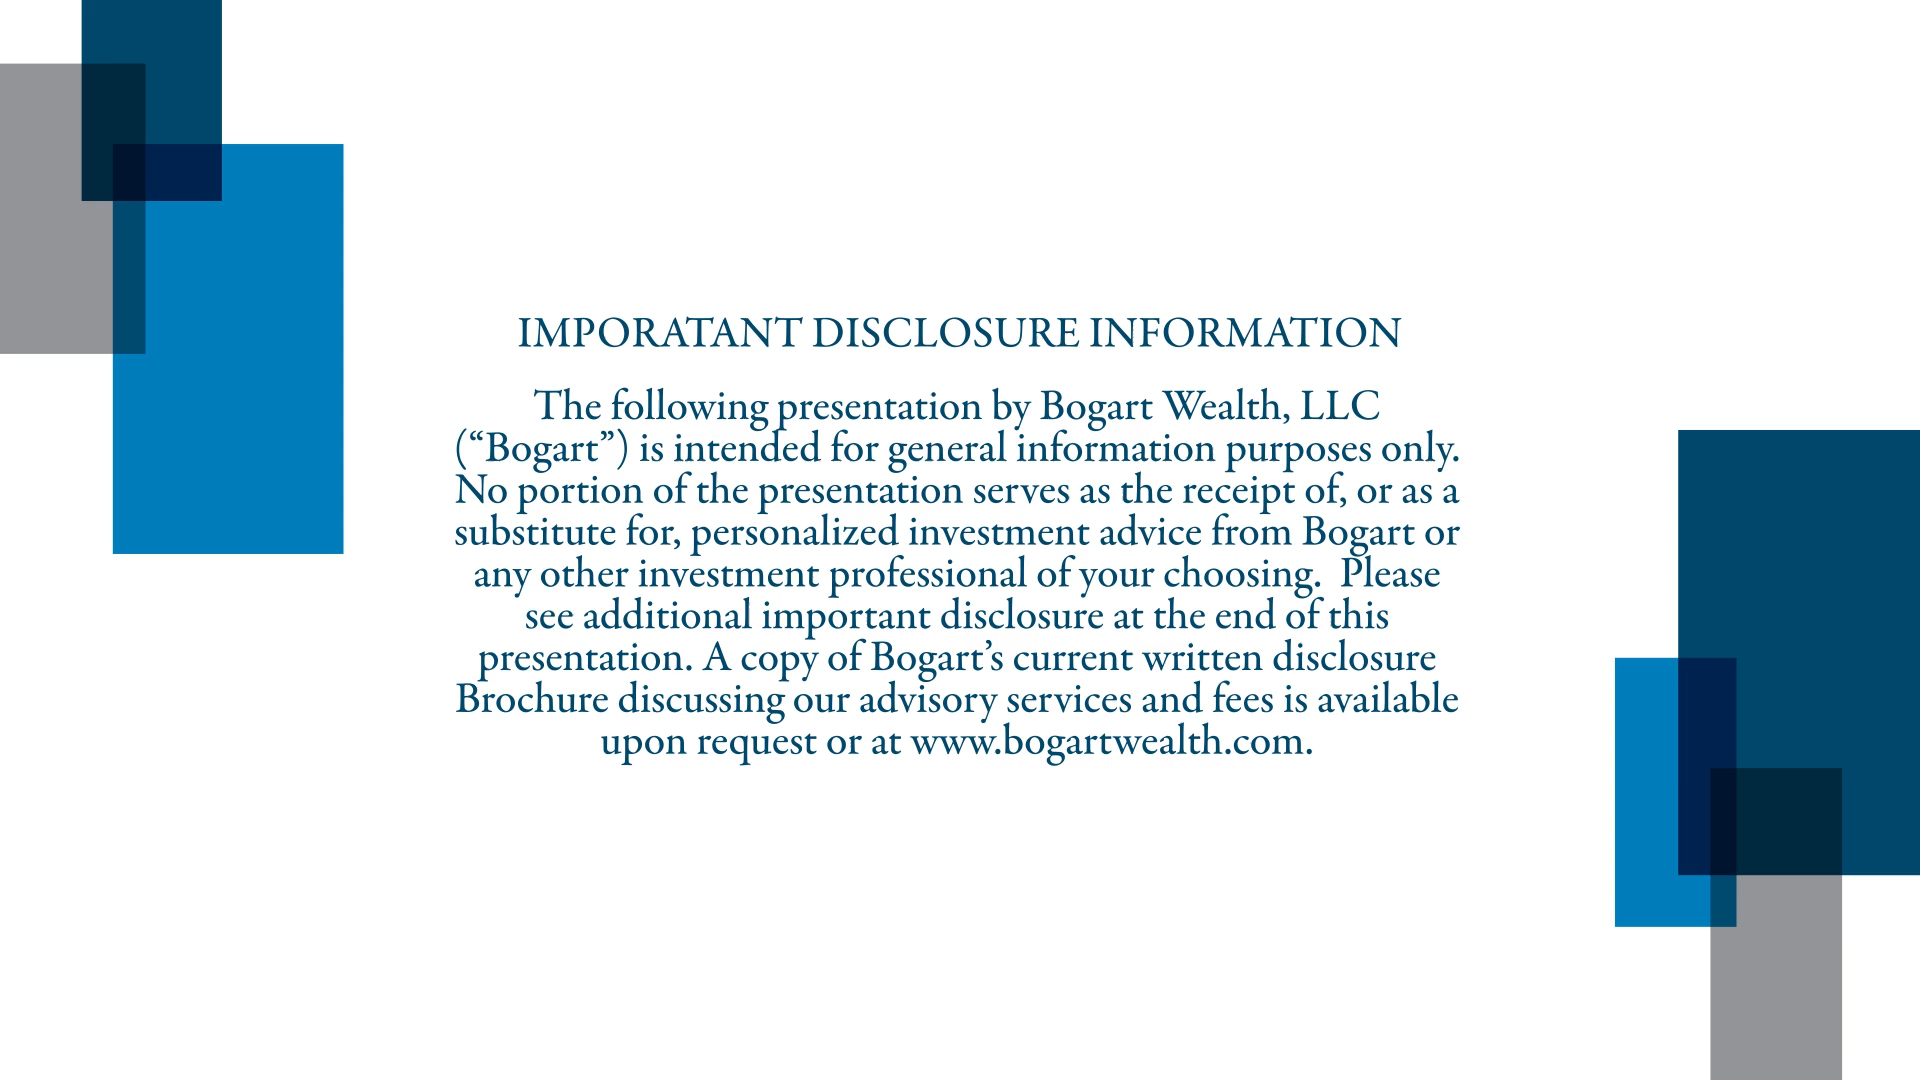 IMPORATANT DISCLOSURE INFORMATION
The following presentation by Bogart Wealth, LLC
(“Bogart”) is intended for general information purposes only.
No portion of the presentation serves as the receipt of, or as a
substitute for, personalized investment advice from Bogart or
any other investment professional of your choosing.  Please
see additional important disclosure at the end of this
presentation. A copy of Bogart’s current written disclosure
Brochure discussing our advisory services and fees is available
upon request or at www.bogartwealth.com.